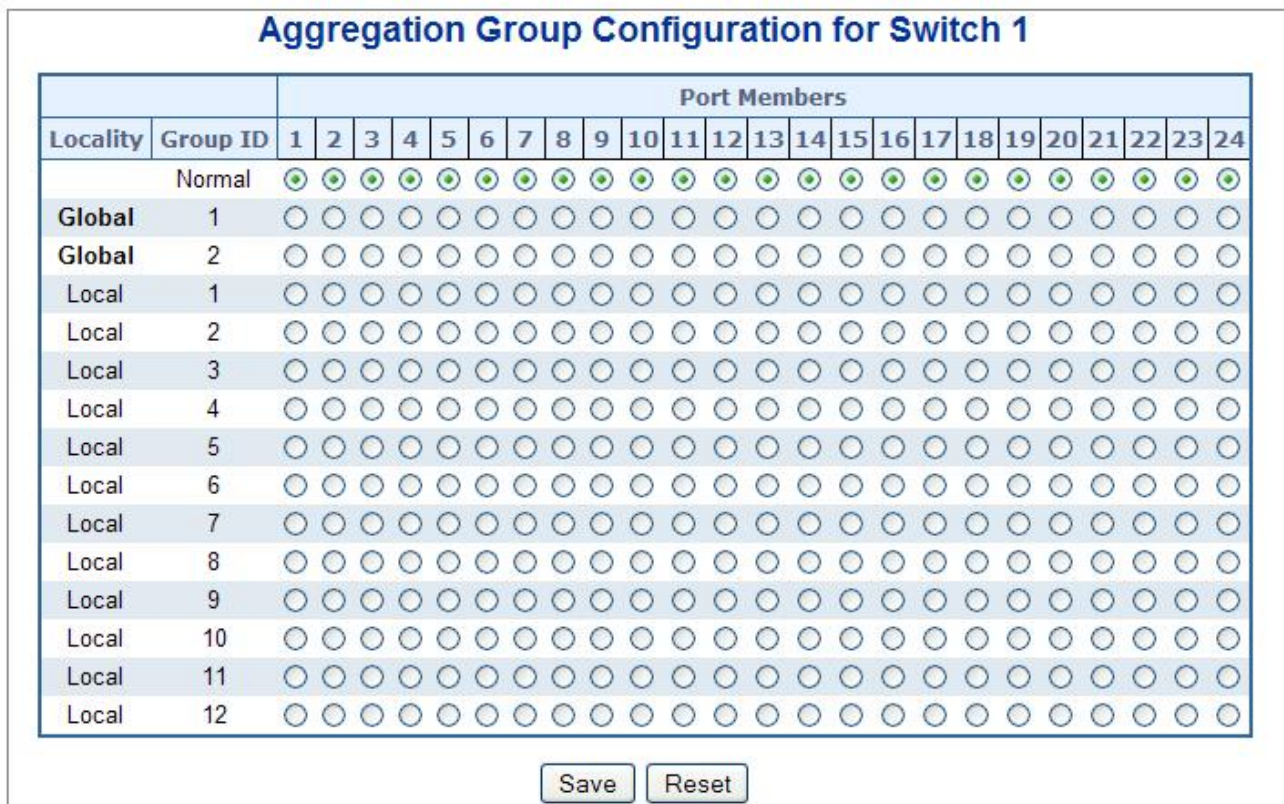 Aggregation Group Configuration for Switch 1
Port Members
Locality Group ID 1 2 3 4 5 6 7 8 9 10 11 12 13 14 15 16 17 18 19 20 21 22 23 24
Normal
Global 1
Global 2
Local 1
Local 2
Local 3
Local 4
Local 5
Local 6
Local 7
Local 8
Local 9
Local 10
Local 11
Local 12
Save Reset